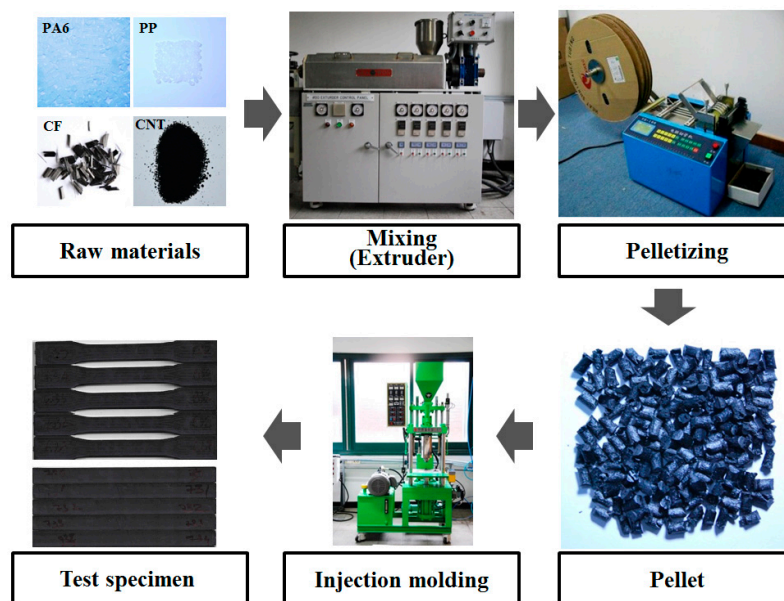 PA6
PP
CF
CNT
Raw materials
Mixing
(Extruder)
Pelletizing
Test specimen
Injection molding
Pellet